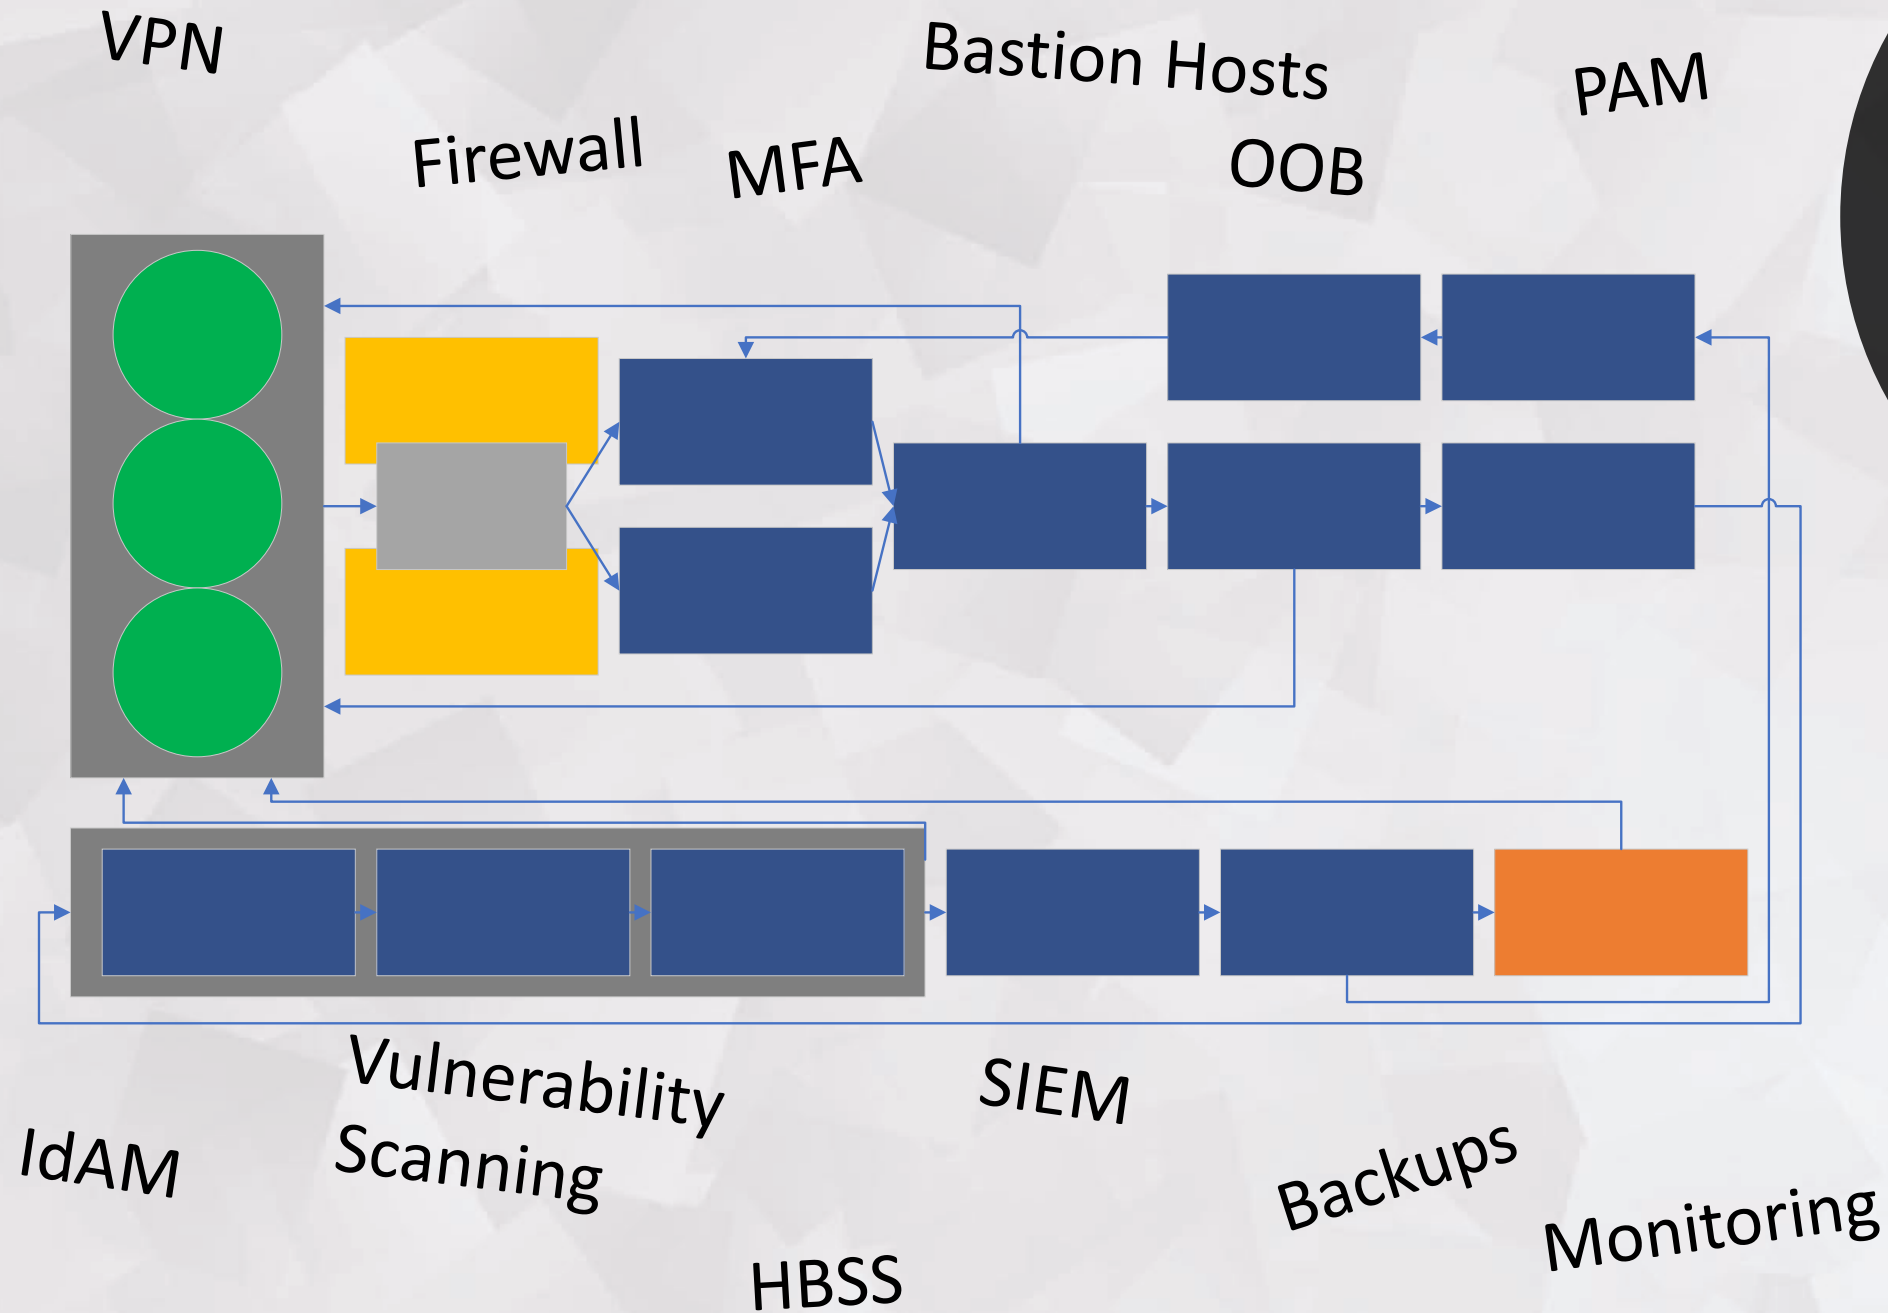 VPN
Bastion Hosts
PAM
Firewall
MFA
OOB
Vulnerability
Scanning
SIEM
IdAM
Backups
Monitoring
HBSS